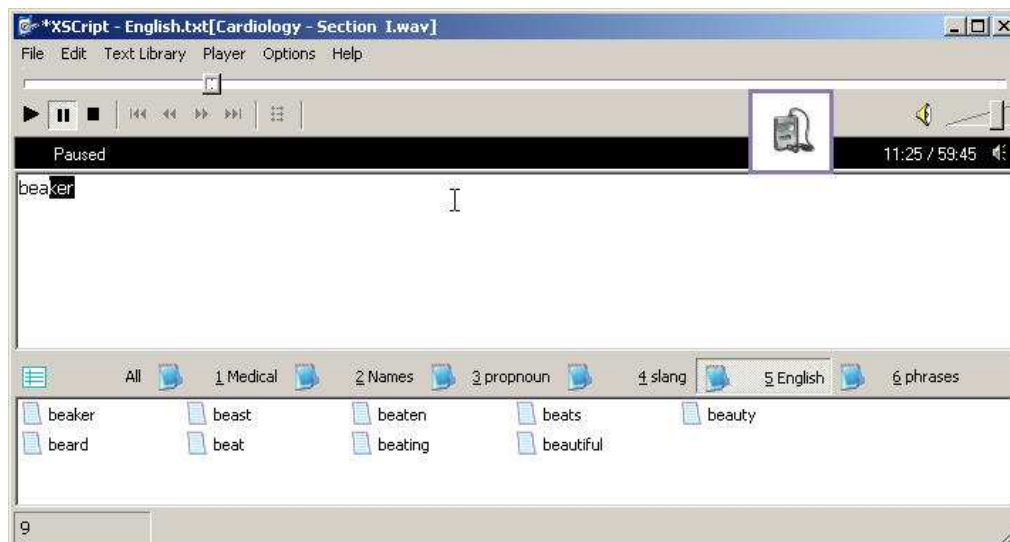 *XSCript - English.txt[Cardiology - Section I.wav]
File Edit Text Library Player Options Help
Paused 11:25 / 59:45
beaker
All 1 Medical 2 Names 3 propnoun 4 slang 5 English 6 phrases
beaker beast beaten beats beauty
beard beat beating beautiful
9